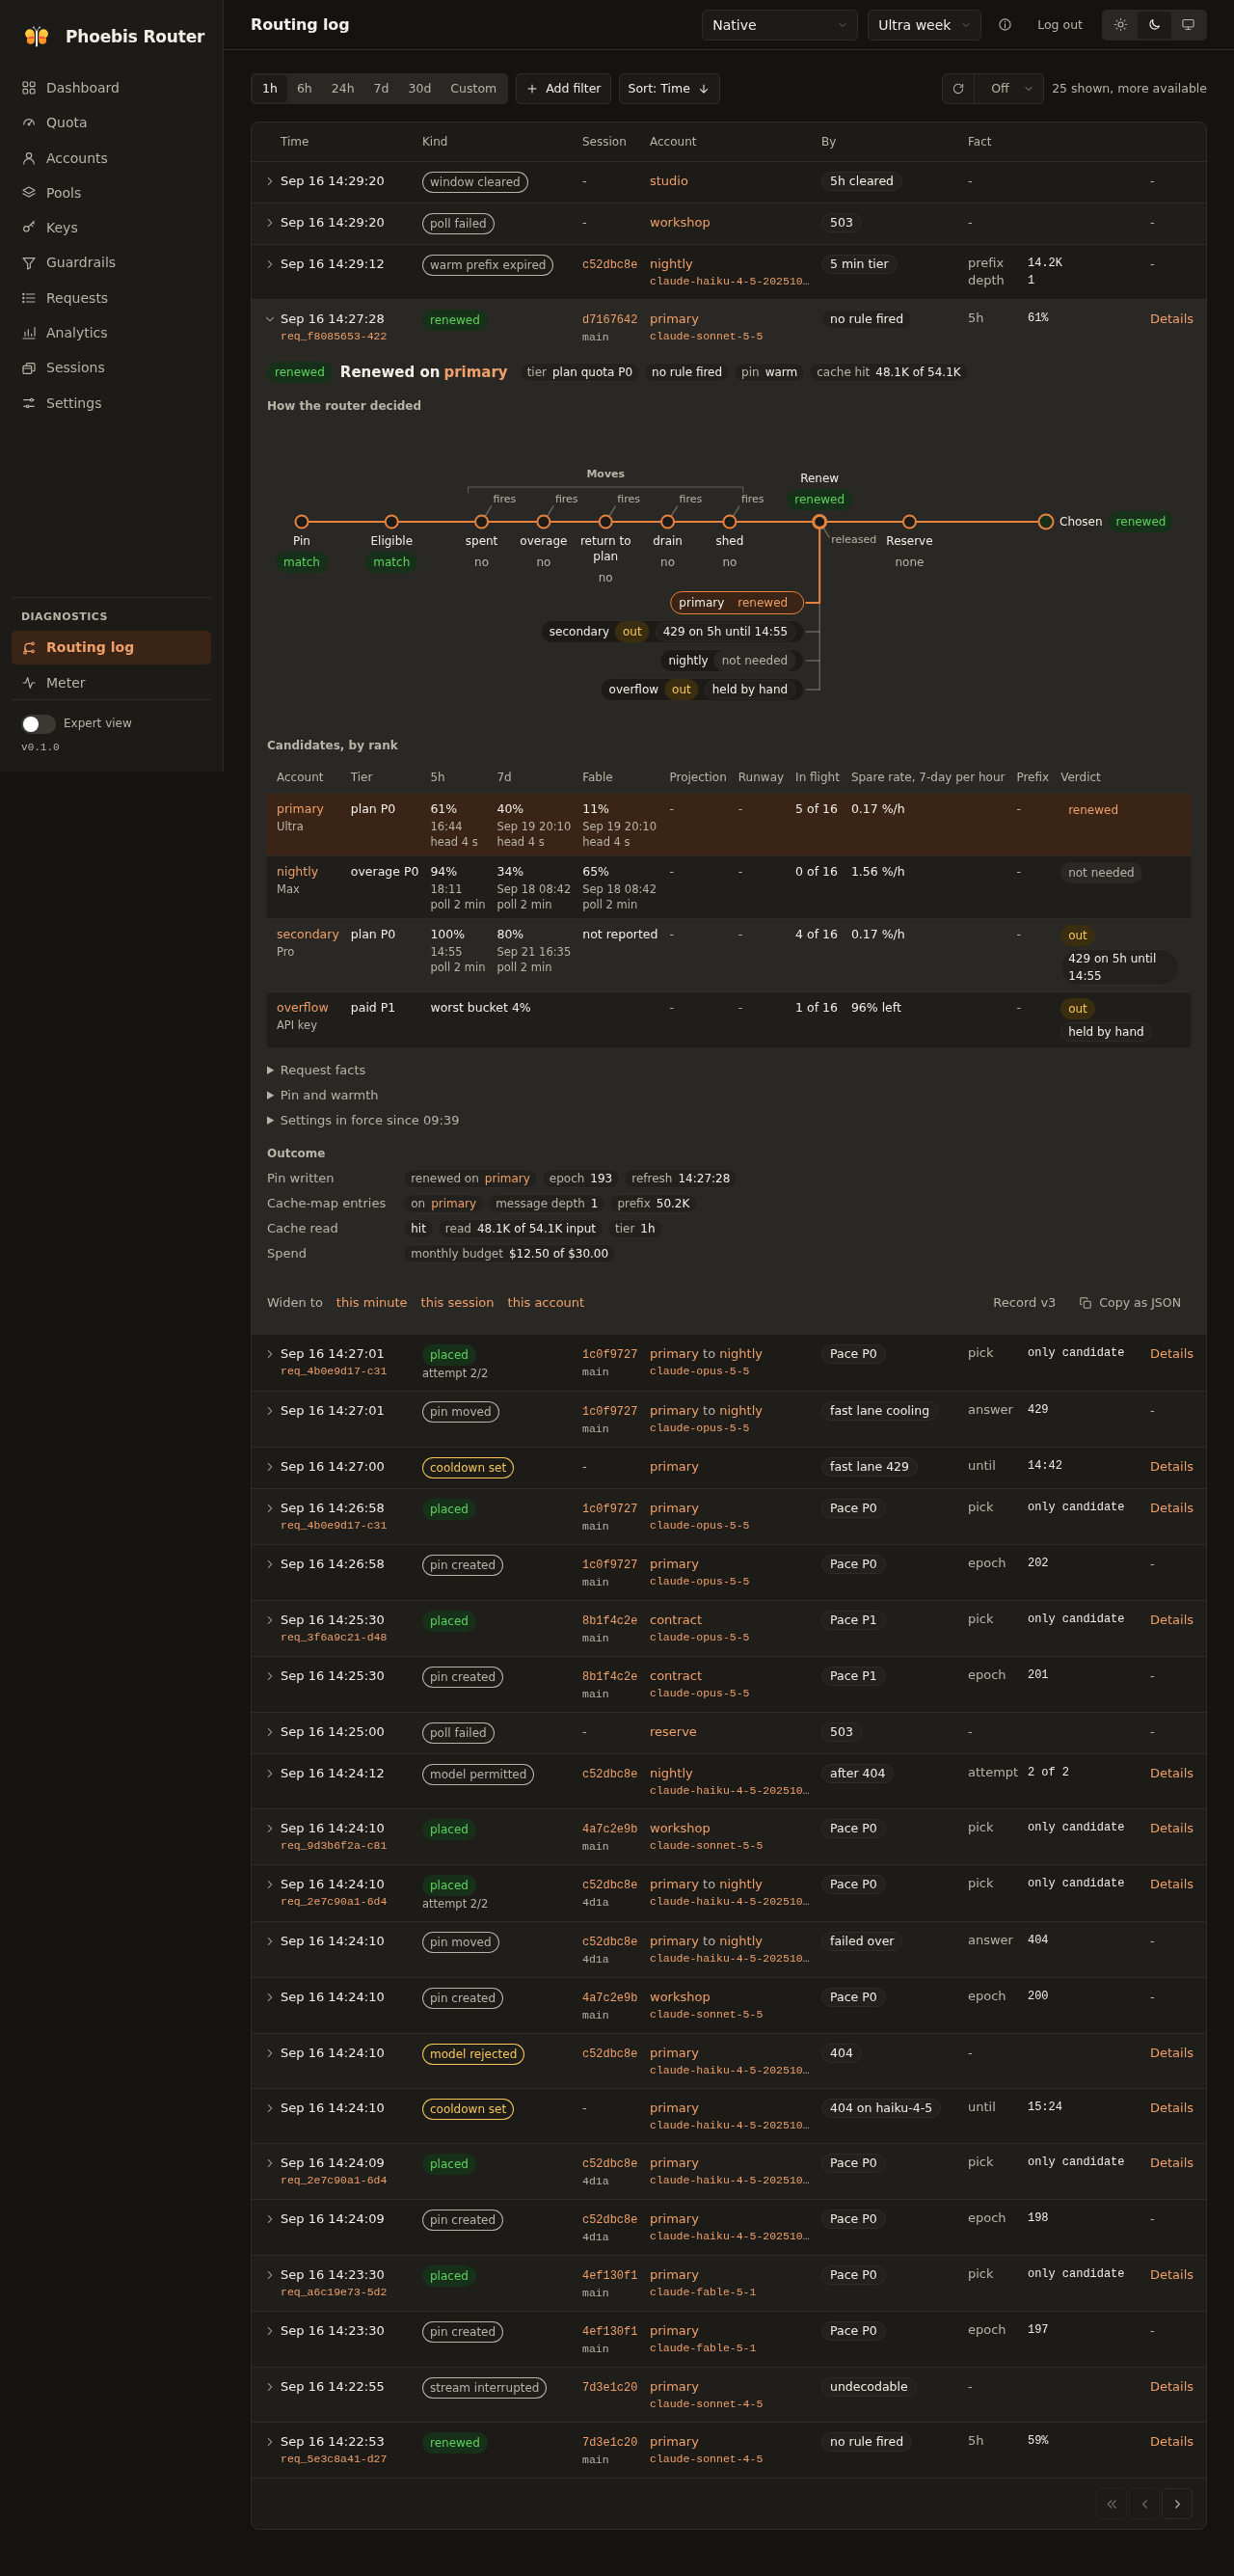 Phoebis Router
Dashboard
Quota
Accounts
Pools
Keys
Guardrails
Requests
Analytics
Sessions
Settings
DIAGNOSTICS
Routing log
Meter
Expert view
v0.1.0
Routing log
Native
Ultra week
Log out
1h 6h 24h 7d 30d Custom
Add filter
Sort: Time
Off
25 shown, more available
Time Kind Session Account By Fact
Sep 16 14:29:20 window cleared - studio 5h cleared - -
Sep 16 14:29:20 poll failed - workshop 503 - -
Sep 16 14:29:12 warm prefix expired c52dbc8e nightly 5 min tier prefix 14.2K -
claude-haiku-4-5-202510… depth 1
Sep 16 14:27:28 renewed d7167642 primary no rule fired 5h 61% Details
req_f8085653-422 main claude-sonnet-5-5
renewed Renewed on primary tier plan quota P0 no rule fired pin warm cache hit 48.1K of 54.1K
How the router decided
Moves
Renew
fires fires fires fires fires renewed
Chosen renewed
Pin Eligible spent overage return to plan drain shed released Reserve
match match no no no no no none
primary renewed
secondary out 429 on 5h until 14:55
nightly not needed
overflow out held by hand
Candidates, by rank
Account Tier 5h 7d Fable Projection Runway In flight Spare rate, 7-day per hour Prefix Verdict
primary plan P0 61% 40% 11% - - 5 of 16 0.17 %/h - renewed
Ultra 16:44 Sep 19 20:10 Sep 19 20:10
head 4 s head 4 s head 4 s
nightly overage P0 94% 34% 65% - - 0 of 16 1.56 %/h - not needed
Max 18:11 Sep 18 08:42 Sep 18 08:42
poll 2 min poll 2 min poll 2 min
secondary plan P0 100% 80% not reported - - 4 of 16 0.17 %/h - out
Pro 14:55 Sep 21 16:35 429 on 5h until
poll 2 min poll 2 min 14:55
overflow paid P1 worst bucket 4% - - 1 of 16 96% left - out
API key held by hand
Request facts
Pin and warmth
Settings in force since 09:39
Outcome
Pin written renewed on primary epoch 193 refresh 14:27:28
Cache-map entries on primary message depth 1 prefix 50.2K
Cache read hit read 48.1K of 54.1K input tier 1h
Spend monthly budget $12.50 of $30.00
Widen to this minute this session this account Record v3 Copy as JSON
Sep 16 14:27:01 placed 1c0f9727 primary to nightly Pace P0 pick only candidate Details
req_4b0e9d17-c31 attempt 2/2 main claude-opus-5-5
Sep 16 14:27:01 pin moved 1c0f9727 primary to nightly fast lane cooling answer 429 -
main claude-opus-5-5
Sep 16 14:27:00 cooldown set - primary fast lane 429 until 14:42 Details
Sep 16 14:26:58 placed 1c0f9727 primary Pace P0 pick only candidate Details
req_4b0e9d17-c31 main claude-opus-5-5
Sep 16 14:26:58 pin created 1c0f9727 primary Pace P0 epoch 202 -
main claude-opus-5-5
Sep 16 14:25:30 placed 8b1f4c2e contract Pace P1 pick only candidate Details
req_3f6a9c21-d48 main claude-opus-5-5
Sep 16 14:25:30 pin created 8b1f4c2e contract Pace P1 epoch 201 -
main claude-opus-5-5
Sep 16 14:25:00 poll failed - reserve 503 - -
Sep 16 14:24:12 model permitted c52dbc8e nightly after 404 attempt 2 of 2 Details
claude-haiku-4-5-202510…
Sep 16 14:24:10 placed 4a7c2e9b workshop Pace P0 pick only candidate Details
req_9d3b6f2a-c81 main claude-sonnet-5-5
Sep 16 14:24:10 placed c52dbc8e primary to nightly Pace P0 pick only candidate Details
req_2e7c90a1-6d4 attempt 2/2 4d1a claude-haiku-4-5-202510…
Sep 16 14:24:10 pin moved c52dbc8e primary to nightly failed over answer 404 -
4d1a claude-haiku-4-5-202510…
Sep 16 14:24:10 pin created 4a7c2e9b workshop Pace P0 epoch 200 -
main claude-sonnet-5-5
Sep 16 14:24:10 model rejected c52dbc8e primary 404 - Details
claude-haiku-4-5-202510…
Sep 16 14:24:10 cooldown set - primary 404 on haiku-4-5 until 15:24 Details
claude-haiku-4-5-202510…
Sep 16 14:24:09 placed c52dbc8e primary Pace P0 pick only candidate Details
req_2e7c90a1-6d4 4d1a claude-haiku-4-5-202510…
Sep 16 14:24:09 pin created c52dbc8e primary Pace P0 epoch 198 -
4d1a claude-haiku-4-5-202510…
Sep 16 14:23:30 placed 4ef130f1 primary Pace P0 pick only candidate Details
req_a6c19e73-5d2 main claude-fable-5-1
Sep 16 14:23:30 pin created 4ef130f1 primary Pace P0 epoch 197 -
main claude-fable-5-1
Sep 16 14:22:55 stream interrupted 7d3e1c20 primary undecodable - Details
claude-sonnet-4-5
Sep 16 14:22:53 renewed 7d3e1c20 primary no rule fired 5h 59% Details
req_5e3c8a41-d27 main claude-sonnet-4-5